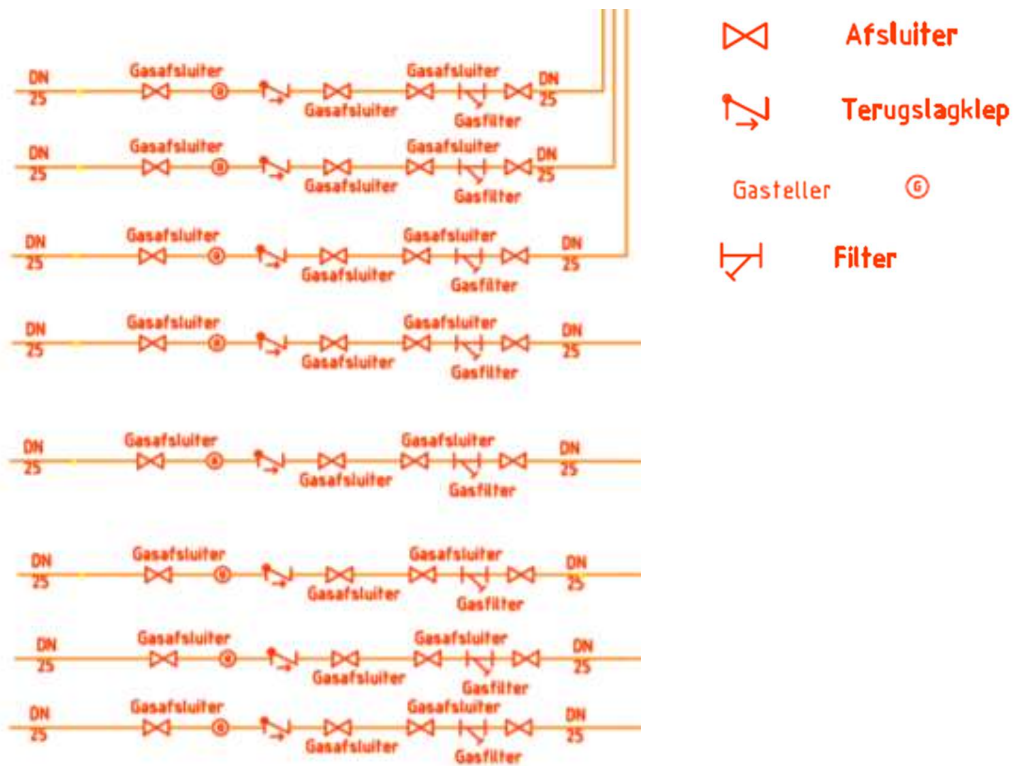 Afsluiter
Gasafsluiter Gasafsluiter
DN DN
25 G 25
Gasafsluiter
Gasfilter
Terugslagklep
Gasafsluiter Gasafsluiter
DN DN
25 G 25
Gasafsluiter
Gasfilter
Gasteller G
Gasafsluiter Gasafsluiter
DN DN
25 G 25
Gasafsluiter
Gasfilter
Filter
Gasafsluiter Gasafsluiter
DN DN
25 G 25
Gasafsluiter
Gasfilter
Gasafsluiter Gasafsluiter
DN DN
25 G 25
Gasafsluiter
Gasfilter
Gasafsluiter Gasafsluiter
DN DN
25 G 25
Gasafsluiter
Gasfilter
Gasafsluiter Gasafsluiter
DN DN
25 G 25
Gasafsluiter
Gasfilter
Gasafsluiter Gasafsluiter
DN DN
25 G 25
Gasafsluiter
Gasfilter